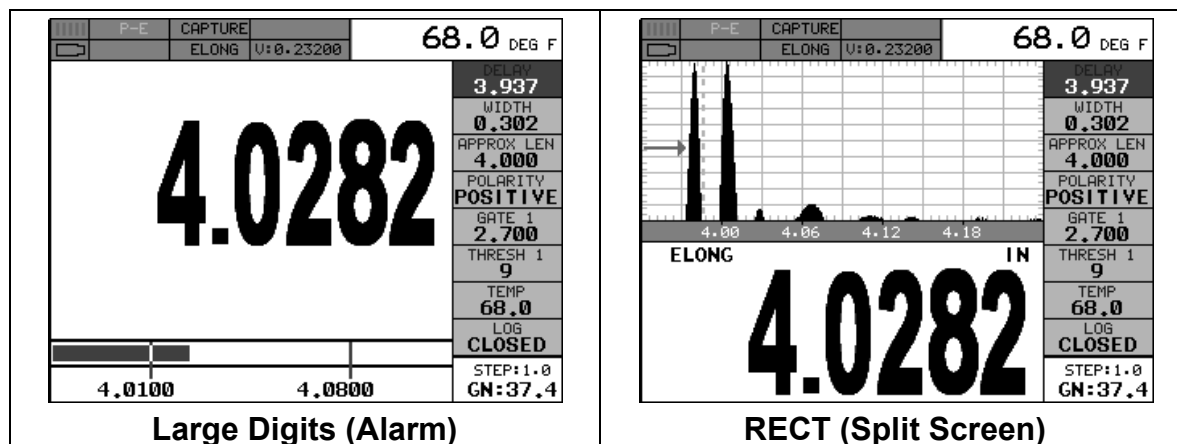 P-E CAPTURE
ELONG V:0.23200
68.0 DEG F
4.0282
DELAY
3.937
WIDTH
0.302
APPROX LEN
4.000
POLARITY
POSITIVE
GATE 1
2.700
THRESH 1
9
TEMP
68.0
LOG
CLOSED
STEP:1.0
GN:37.4
4.0100 4.0800
Large Digits (Alarm)
P-E CAPTURE
ELONG V:0.23200
68.0 DEG F
4.00 4.06 4.12 4.18
ELONG IN
4.0282
DELAY
3.937
WIDTH
0.302
APPROX LEN
4.000
POLARITY
POSITIVE
GATE 1
2.700
THRESH 1
9
TEMP
68.0
LOG
CLOSED
STEP:1.0
GN:37.4
RECT (Split Screen)